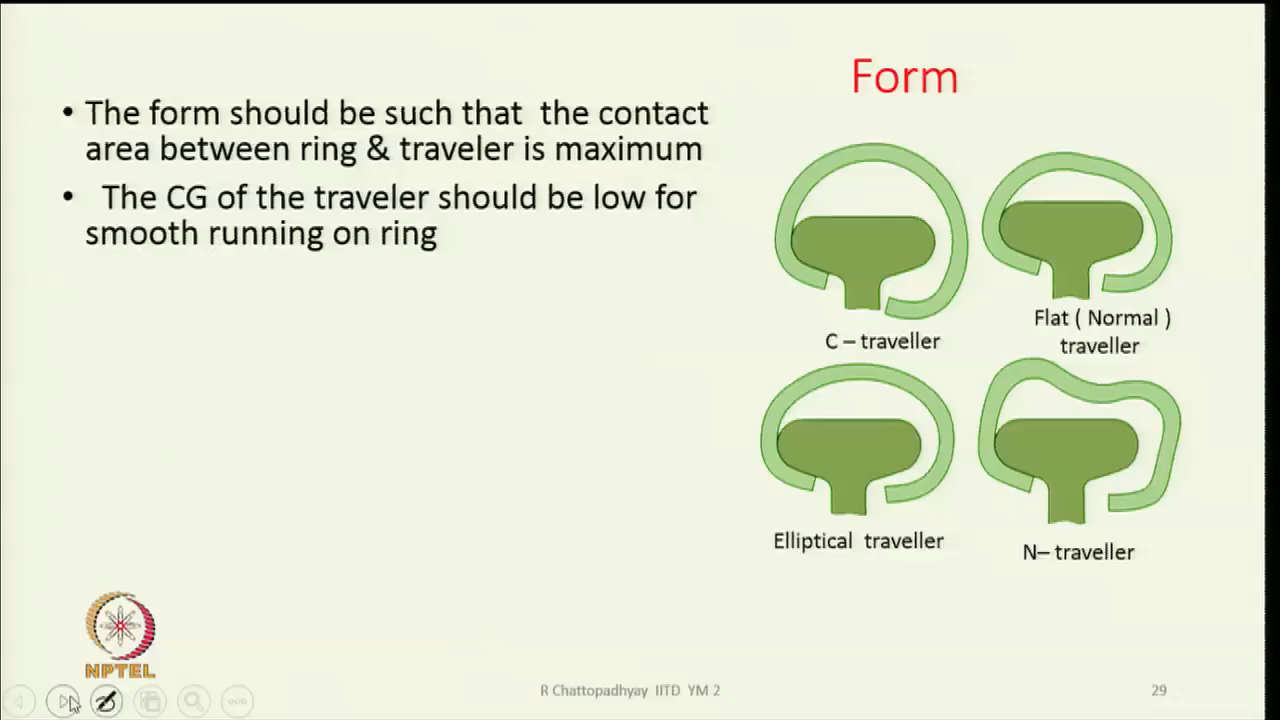 Form
• The form should be such that the contact
area between ring & traveler is maximum
• The CG of the traveler should be low for
smooth running on ring
C – traveller
Flat ( Normal )
traveller
Elliptical traveller
N– traveller
NPTEL
R Chattopadhyay IITD YM 2
29